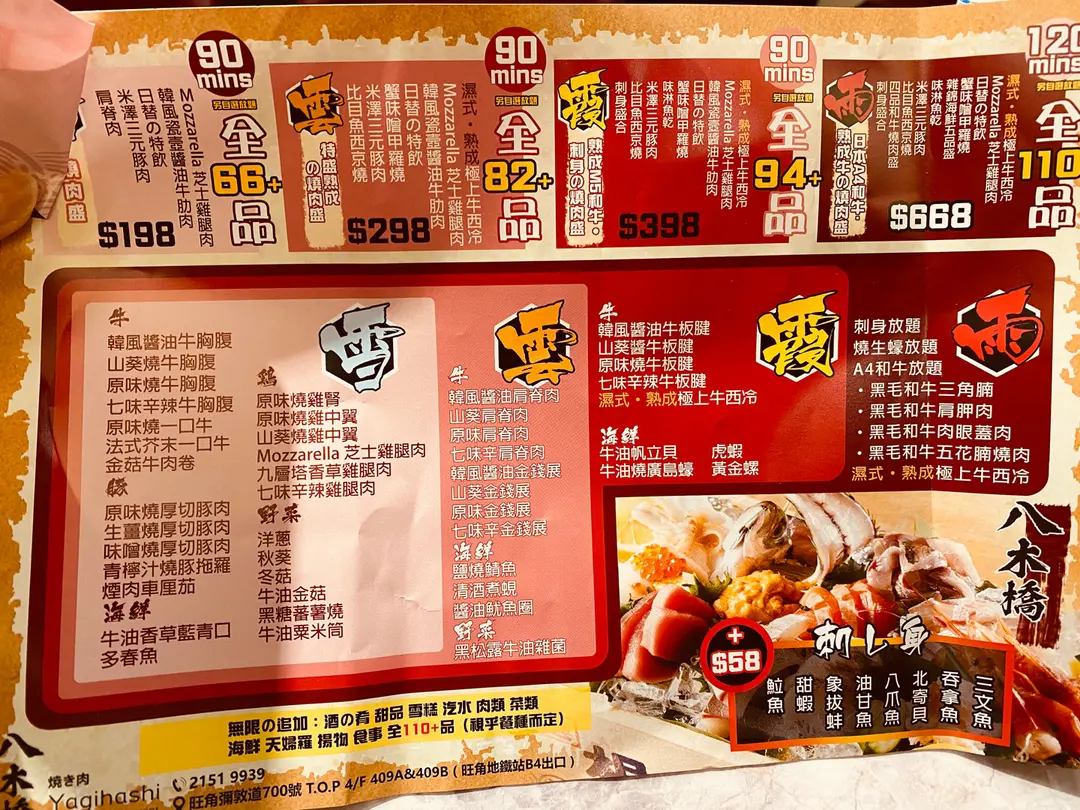 90 mins
另自選放題
全66+品
Mozzarella 芝士雞腿肉
韓風瓷壼醬油牛肋肉
日替の特飲
米澤三元豚肉
肩脊肉
燒肉盛
$198
雲
特盛熟成の燒肉盛
90 mins
另自選放題
全82+品
濕式・熟成極上牛西冷
Mozzarella 芝士雞腿肉
韓風瓷壼醬油牛肋肉
日替の特飲
蟹味噌甲羅燒
米澤三元豚肉
比目魚西京燒
$298
霞
熟成M5和牛・刺身の燒肉盛
90 mins
另自選放題
全94+品
濕式・熟成極上牛西冷
Mozzarella 芝士雞腿肉
韓風瓷壼醬油牛肋肉
日替の特飲
蟹味噌甲羅燒
米澤三元豚肉
比目魚西京燒
味淋魚乾
刺身盛合
$398
雨
日本A4和牛・熟成牛の燒肉盛
120 mins
另自選放題
全110
品
濕式・熟成極上牛西冷
Mozzarella 芝士雞腿肉
日替の特飲
蟹味噌甲羅燒
雜錦海鮮五品盛
米澤三元豚肉
味淋魚乾
比目魚西京燒
四品和牛燒肉盛
刺身盛合
$668
雪
牛
韓風醬油牛胸腹
山葵燒牛胸腹
原味燒牛胸腹
七味辛辣牛胸腹
原味燒一口牛
法式芥末一口牛
金菇牛肉卷
豚
原味燒厚切豚肉
生薑燒厚切豚肉
味噌燒厚切豚肉
青檸汁燒豚拖羅
煙肉車厘茄
海鮮
牛油香草藍青口
多春魚
鶏
原味燒雞腎
原味燒雞中翼
山葵燒雞中翼
Mozzarella 芝士雞腿肉
九層塔香草雞腿肉
七味辛辣雞腿肉
野菜
洋蔥
秋葵
冬菇
牛油金菇
黑糖蕃薯燒
牛油粟米筒
雲
牛
韓風醬油肩脊肉
山葵肩脊肉
原味肩脊肉
七味辛肩脊肉
韓風醬油金錢展
山葵金錢展
原味金錢展
七味辛金錢展
海鮮
鹽燒鯖魚
清酒煮蜆
醬油魷魚圈
野菜
黑松露牛油雜菌
霞
牛
韓風醬油牛板腱
山葵燒牛板腱
原味燒牛板腱
七味辛辣牛板腱
濕式・熟成極上牛西冷
海鮮
牛油帆立貝 虎蝦
牛油燒廣島蠔 黃金螺
雨
刺身放題
燒生蠔放題
A4和牛放題
・黑毛和牛三角腩
・黑毛和牛肩胛肉
・黑毛和牛肉眼蓋肉
・黑毛和牛五花腩燒肉
濕式・熟成極上牛西冷
八木橋
+$58
刺し身
三文魚
吞拿魚
北寄貝
八爪魚
油甘魚
象拔蚌
甜蝦
鯰魚
無限の追加：酒の肴 甜品 雪糕 汽水 肉類 菜類
海鮮 天婦羅 揚物 食事 全110+品（視乎餐種而定）
八木
燒き肉
Yagihashi
2151 9939
旺角彌敦道700號 T.O.P 4/F 409A&409B（旺角地鐵站B4出口）